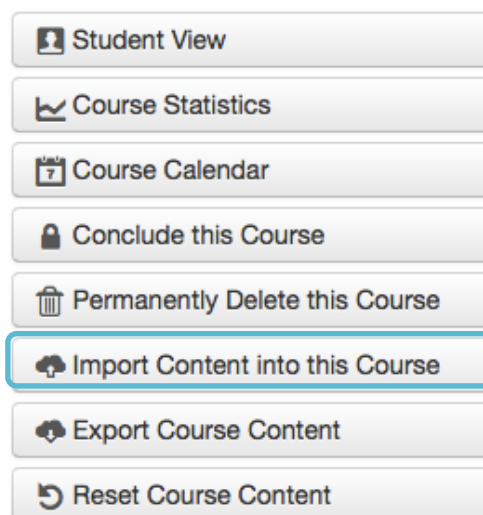 Student View
Course Statistics
7 Course Calendar
Conclude this Course
Permanently Delete this Course
Import Content into this Course
Export Course Content
Reset Course Content